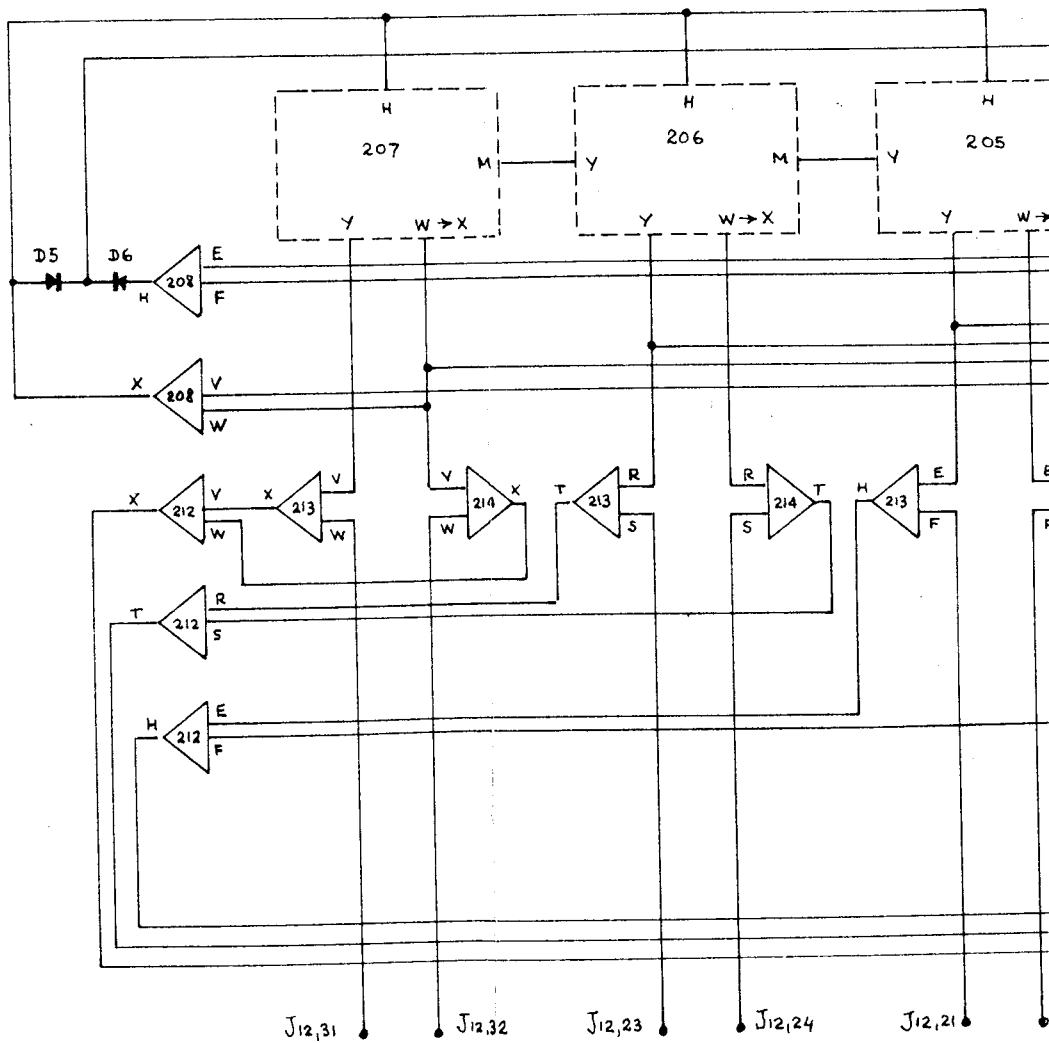 H H H
207 206 205
M Y M Y
Y W → X Y W → X Y W →
D5 D6 E
208
H F
X V
208
W
V V R R E E
X X T T H
212 V 213 214 213 214 213
W W W S S F F
R
T 212
S
E
H 212
F
J12,31 J12,32 J12,23 J12,24 J12,21